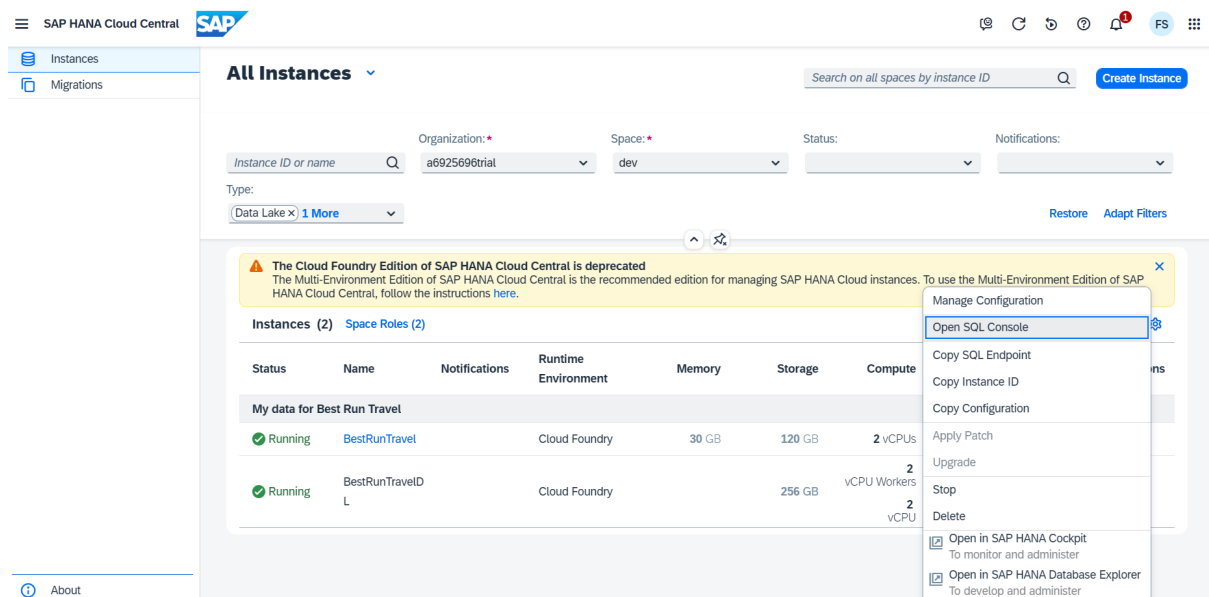 SAP HANA Cloud Central
SAP
1
FS
Instances
Migrations
All Instances
Search on all spaces by instance ID
Create Instance
Organization:*
Space:*
Status:
Notifications:
Instance ID or name
a6925696trial
dev
Type:
Data Lake × 1 More
Restore
Adapt Filters
The Cloud Foundry Edition of SAP HANA Cloud Central is deprecated
The Multi-Environment Edition of SAP HANA Cloud Central is the recommended edition for managing SAP HANA Cloud instances. To use the Multi-Environment Edition of SAP
HANA Cloud Central, follow the instructions here.
Instances (2) Space Roles (2)
Status
Name
Notifications
Runtime
Environment
Memory
Storage
Compute
ns
My data for Best Run Travel
Running
BestRunTravel
Cloud Foundry
30 GB
120 GB
2 vCPUs
Running
BestRunTravelD
L
Cloud Foundry
256 GB
2
vCPU Workers
2
vCPU
Manage Configuration
Open SQL Console
Copy SQL Endpoint
Copy Instance ID
Copy Configuration
Apply Patch
Upgrade
Stop
Delete
Open in SAP HANA Cockpit
To monitor and administer
Open in SAP HANA Database Explorer
To develop and administer
About